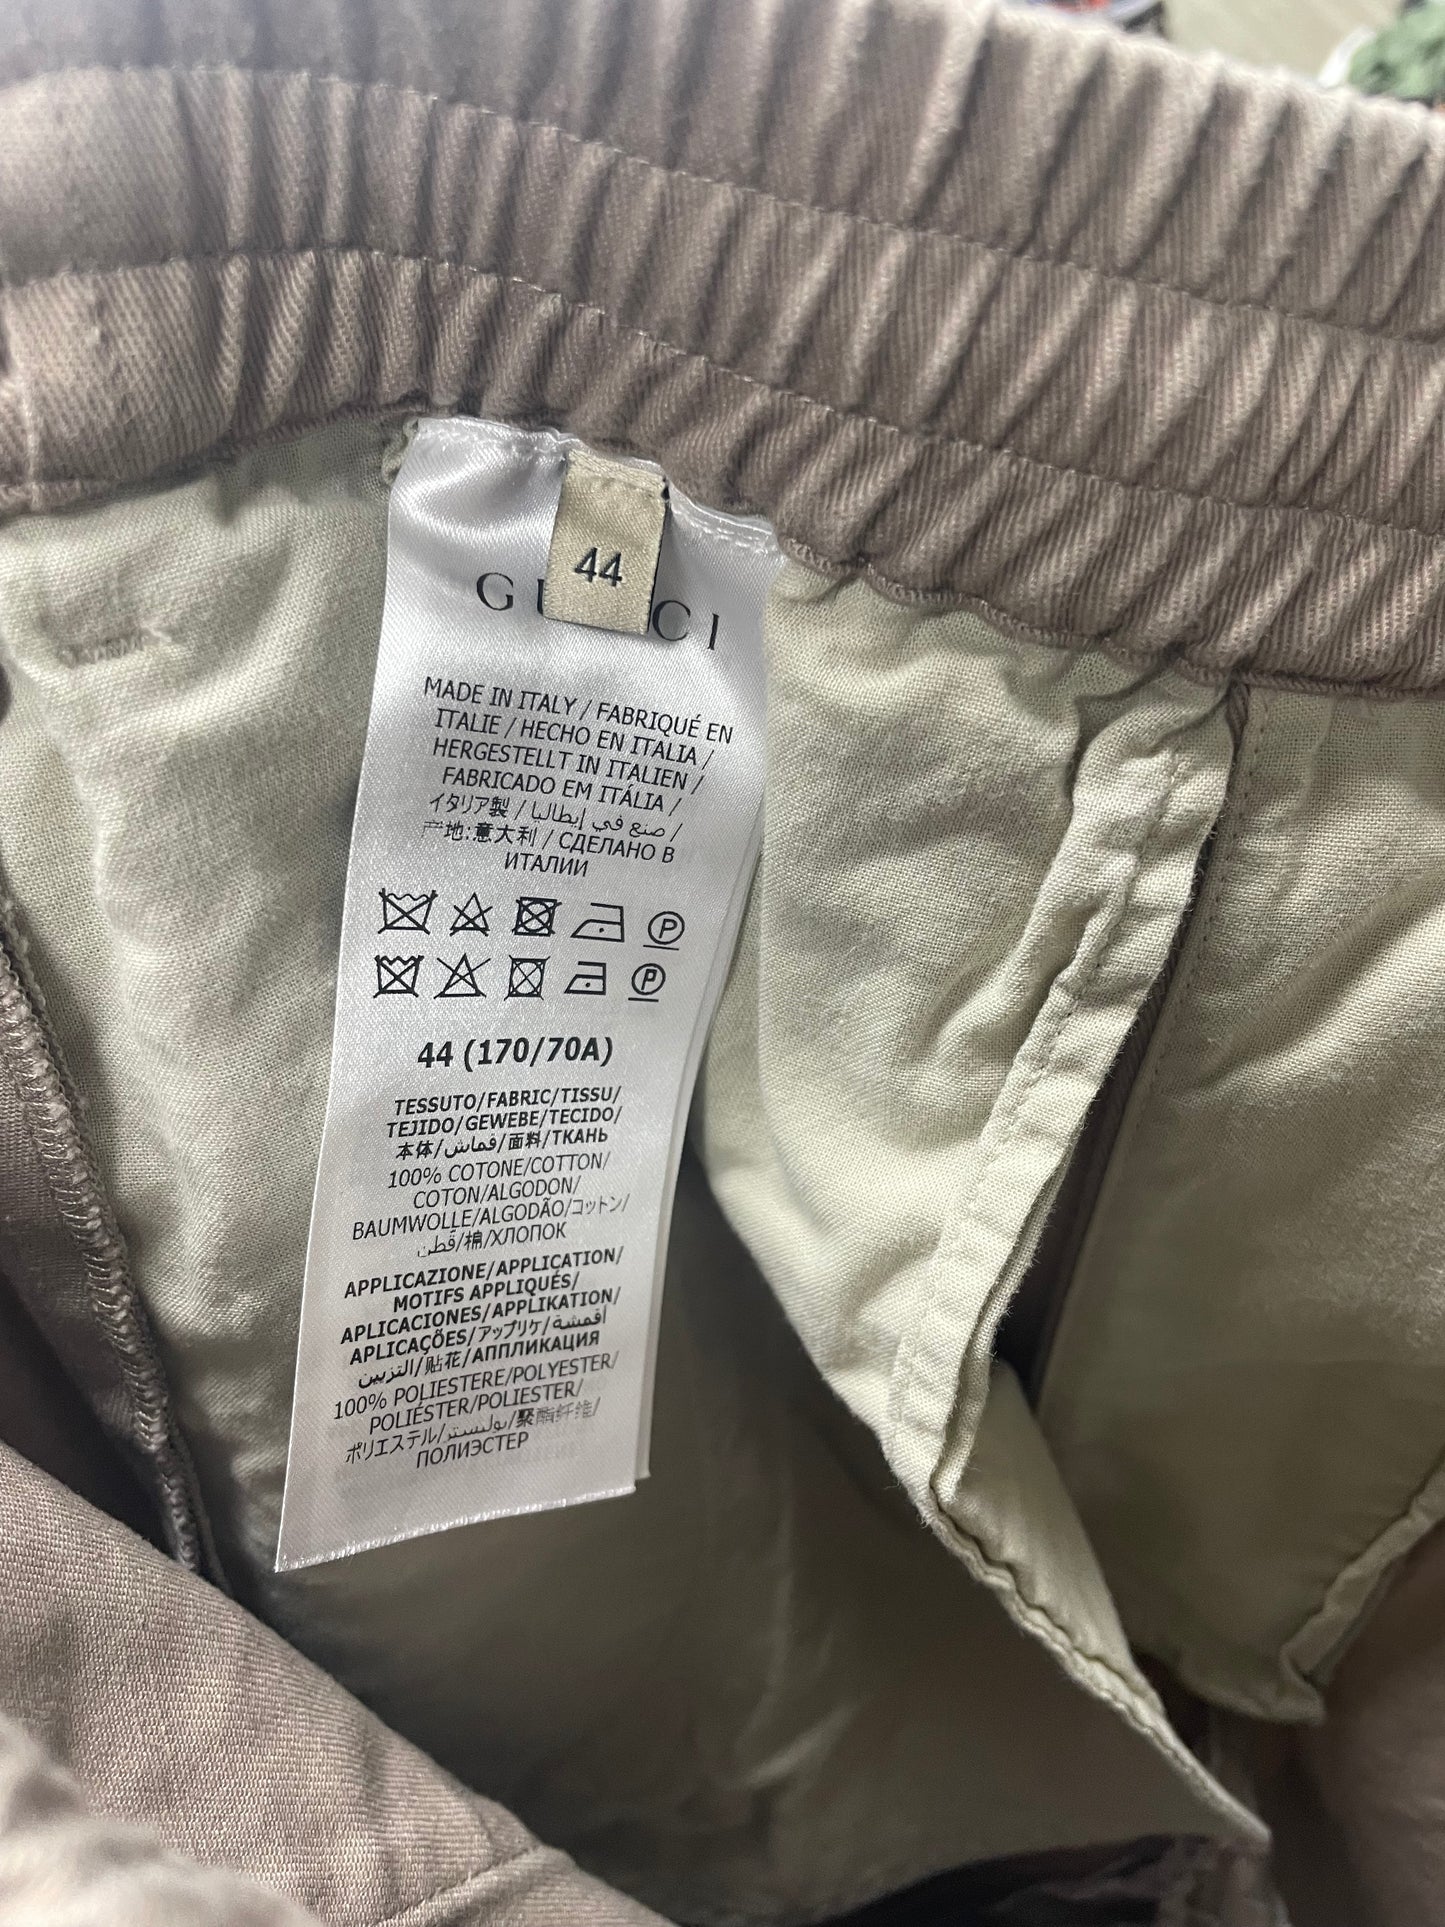 44
GU CI
MADE IN ITALY / FABRIQUÉ EN
ITALIE / HECHO EN ITALIA /
HERGESTELLT IN ITALIEN /
FABRICADO EM ITÁLIA /
イタリア製 / صنع في إيطاليا /
产地:意大利 / СДЕЛАНО В
ИТАЛИИ
P
P
44 (170/70A)
TESSUTO/FABRIC/TISSU/
TEJIDO/GEWEBE/TECIDO/
本体/قماش/面料/ТКАНЬ
100% COTONE/COTTON/
COTON/ALGODON/
BAUMWOLLE/ALGODÃO/コットン/
قطن/棉/ХЛОПОК
APPLICAZIONE/APPLICATION/
MOTIFS APPLIQUÉS/
APLICACIONES/APPLIKATION/
APLICAÇÕES/アップリケ/أقمشة
التزيين/贴花/АППЛИКАЦИЯ
100% POLIESTERE/POLYESTER/
POLIÉSTER/POLIESTER/
ポリエステル/بوليستر/聚酯纤维/
ПОЛИЭСТЕР